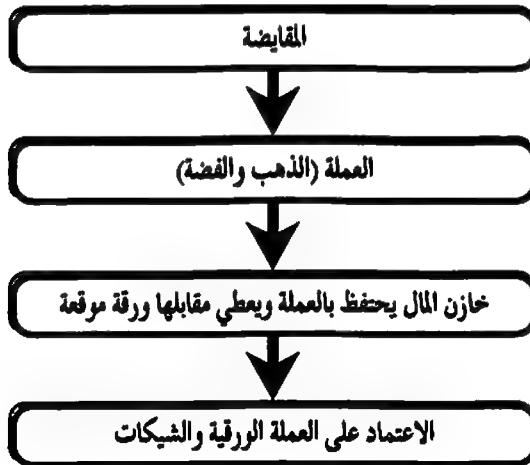 المقايضة
العملة (الذهب والفضة)
خازن المال يحتفظ بالعملة ويعطي مقابلها ورقة موقعة
الاعتماد على العملة الورقية والشيكات